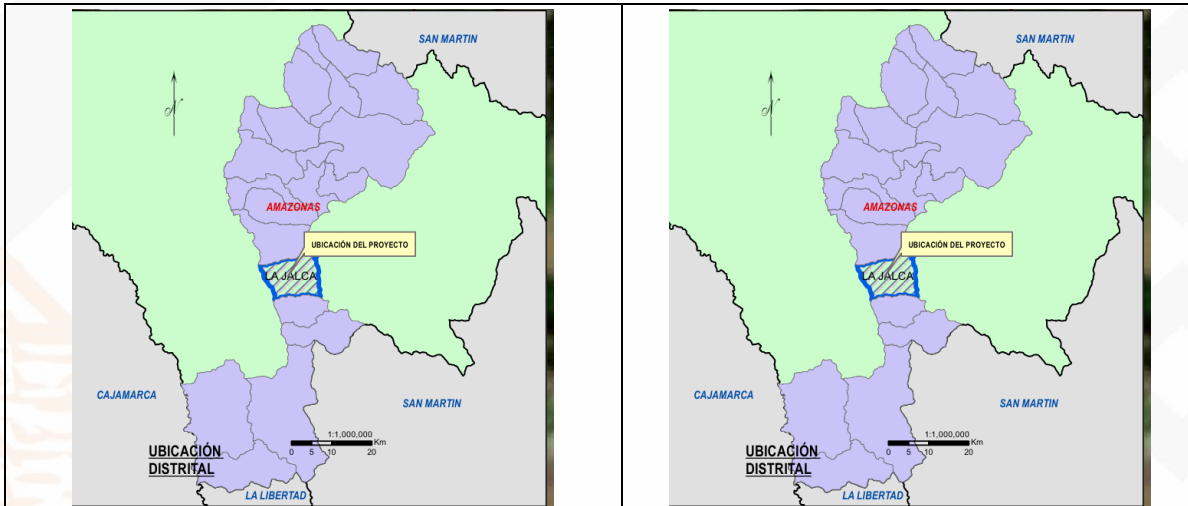 SAN MARTIN
N
AMAZONAS
UBICACIÓN DEL PROYECTO
LA JALCA
CAJAMARCA
SAN MARTIN
1:1,000,000
Km
0 5 10 20
UBICACIÓN
DISTRITAL
LA LIBERTAD
SAN MARTIN
N
AMAZONAS
UBICACIÓN DEL PROYECTO
LA JALCA
CAJAMARCA
SAN MARTIN
1:1,000,000
Km
0 5 10 20
UBICACIÓN
DISTRITAL
LA LIBERTAD